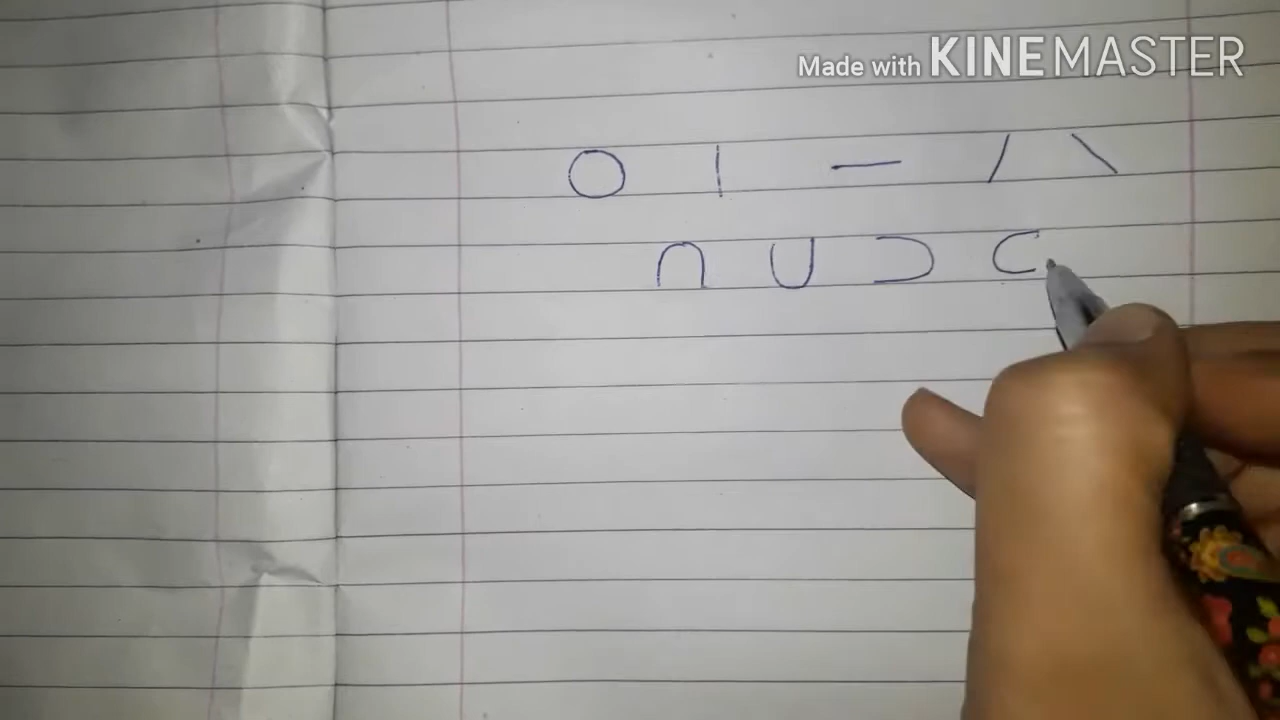 Made with KINEMASTER
O | — / \
∩ U ⊃ C